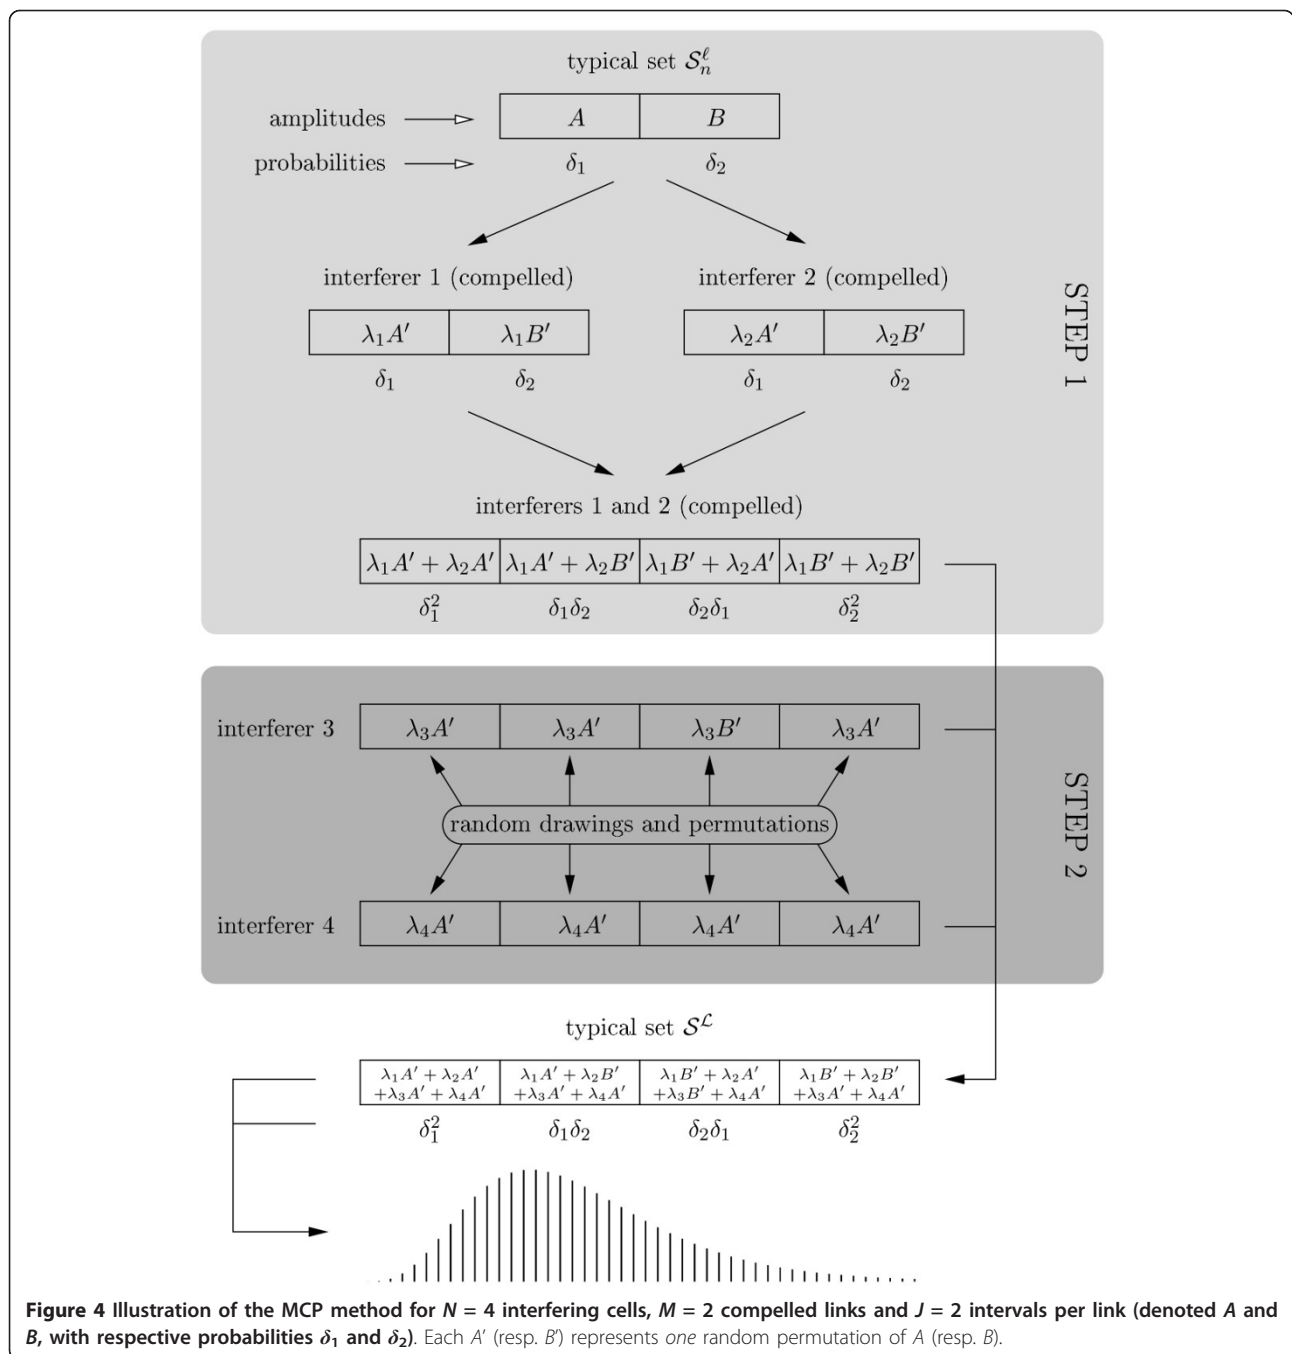 typical set 𝒮ₙ^ℓ
amplitudes
A B
probabilities
δ₁ δ₂
interferer 1 (compelled) interferer 2 (compelled)
λ₁A′ λ₁B′ λ₂A′ λ₂B′
δ₁ δ₂ δ₁ δ₂
interferers 1 and 2 (compelled)
λ₁A′ + λ₂A′ λ₁A′ + λ₂B′ λ₁B′ + λ₂A′ λ₁B′ + λ₂B′
δ₁² δ₁δ₂ δ₂δ₁ δ₂²
STEP 1
interferer 3 λ₃A′ λ₃A′ λ₃B′ λ₃A′
random drawings and permutations
interferer 4 λ₄A′ λ₄A′ λ₄A′ λ₄A′
STEP 2
typical set 𝒮^ℒ
λ₁A′ + λ₂A′ λ₁A′ + λ₂B′ λ₁B′ + λ₂A′ λ₁B′ + λ₂B′
+λ₃A′ + λ₄A′ +λ₃A′ + λ₄A′ +λ₃B′ + λ₄A′ +λ₃A′ + λ₄A′
δ₁² δ₁δ₂ δ₂δ₁ δ₂²
Figure 4 Illustration of the MCP method for N = 4 interfering cells, M = 2 compelled links and J = 2 intervals per link (denoted A and
B, with respective probabilities δ₁ and δ₂). Each A′ (resp. B′) represents one random permutation of A (resp. B).